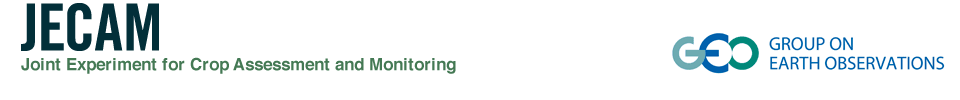 JECAM
Joint Experiment for Crop Assessment and Monitoring
GEO
GROUP ON
EARTH OBSERVATIONS